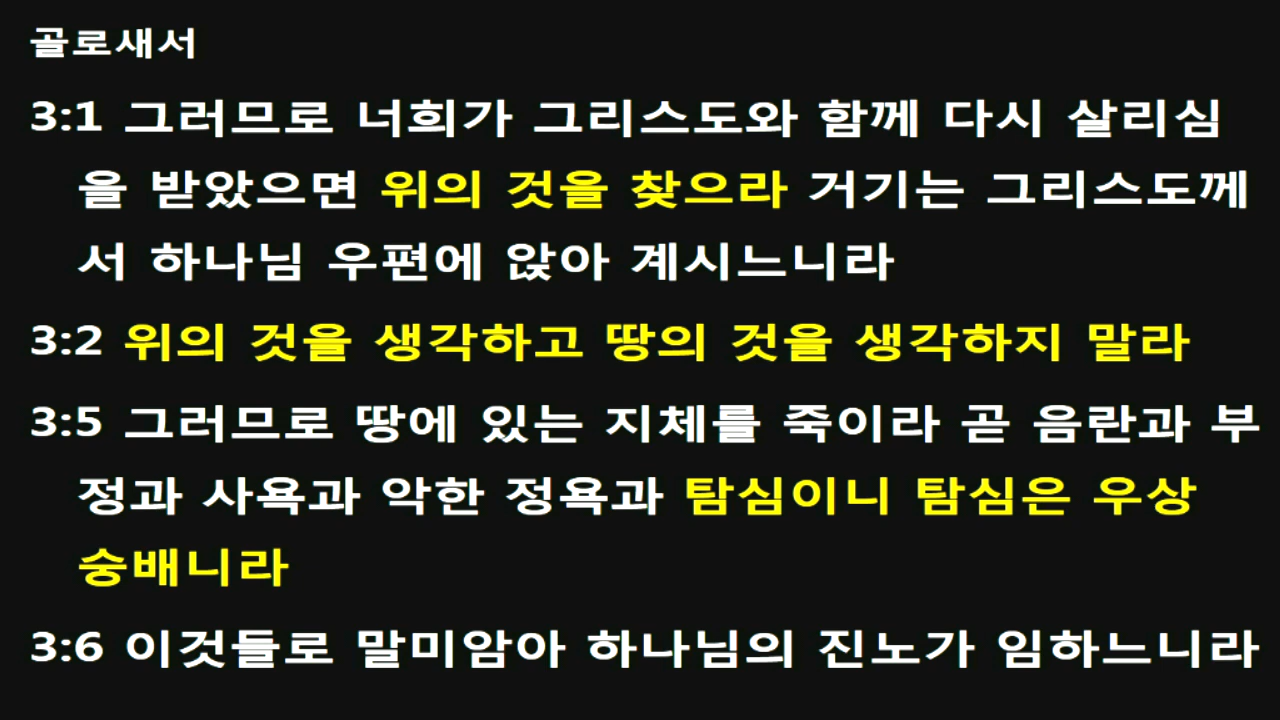 골로새서
3:1 그러므로 너희가 그리스도와 함께 다시 살리심
을 받았으면 위의 것을 찾으라 거기는 그리스도께
서 하나님 우편에 앉아 계시느니라
3:2 위의 것을 생각하고 땅의 것을 생각하지 말라
3:5 그러므로 땅에 있는 지체를 죽이라 곧 음란과 부
정과 사욕과 악한 정욕과 탐심이니 탐심은 우상
숭배니라
3:6 이것들로 말미암아 하나님의 진노가 임하느니라